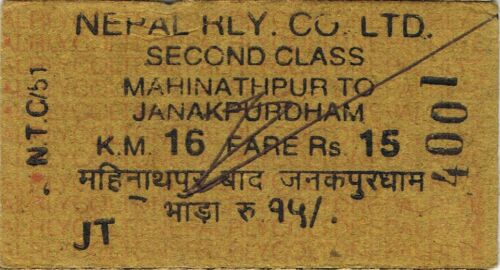 NEPAL RLY. CO. LTD.
SECOND CLASS
MAHINATHPUR TO
JANAKPURDHAM
K.M. 16 FARE Rs. 15
महिनाथपुर बाद जनकपुरधाम
भाड़ा रु १५/.
JT
N.T.C/51
4001